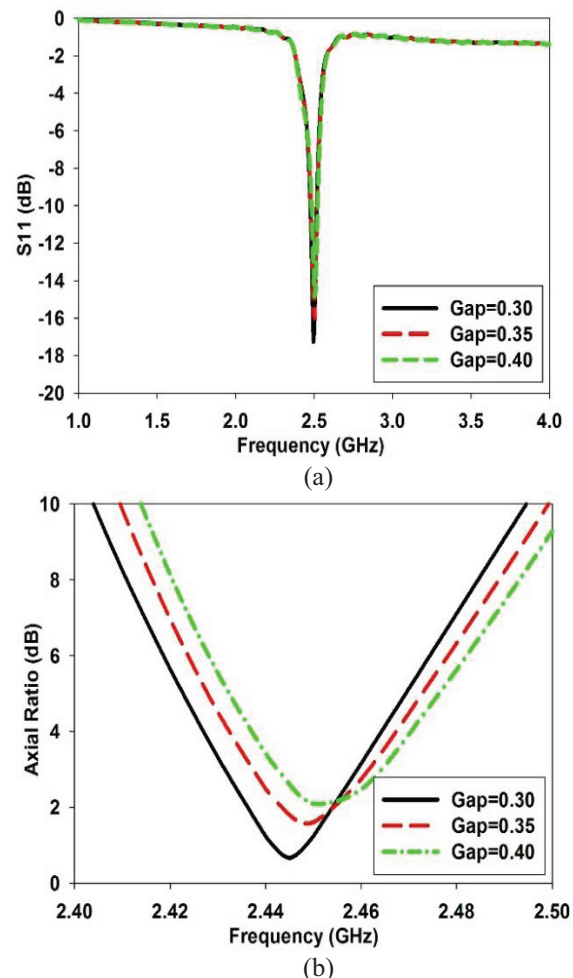 0
-2
-4
-6
-8
-10
-12
-14
-16
-18
-20
S11 (dB)
Gap=0.30
Gap=0.35
Gap=0.40
1.0 1.5 2.0 2.5 3.0 3.5 4.0
Frequency (GHz)
(a)
10
8
6
4
2
0
Axial Ratio (dB)
Gap=0.30
Gap=0.35
Gap=0.40
2.40 2.42 2.44 2.46 2.48 2.50
Frequency (GHz)
(b)